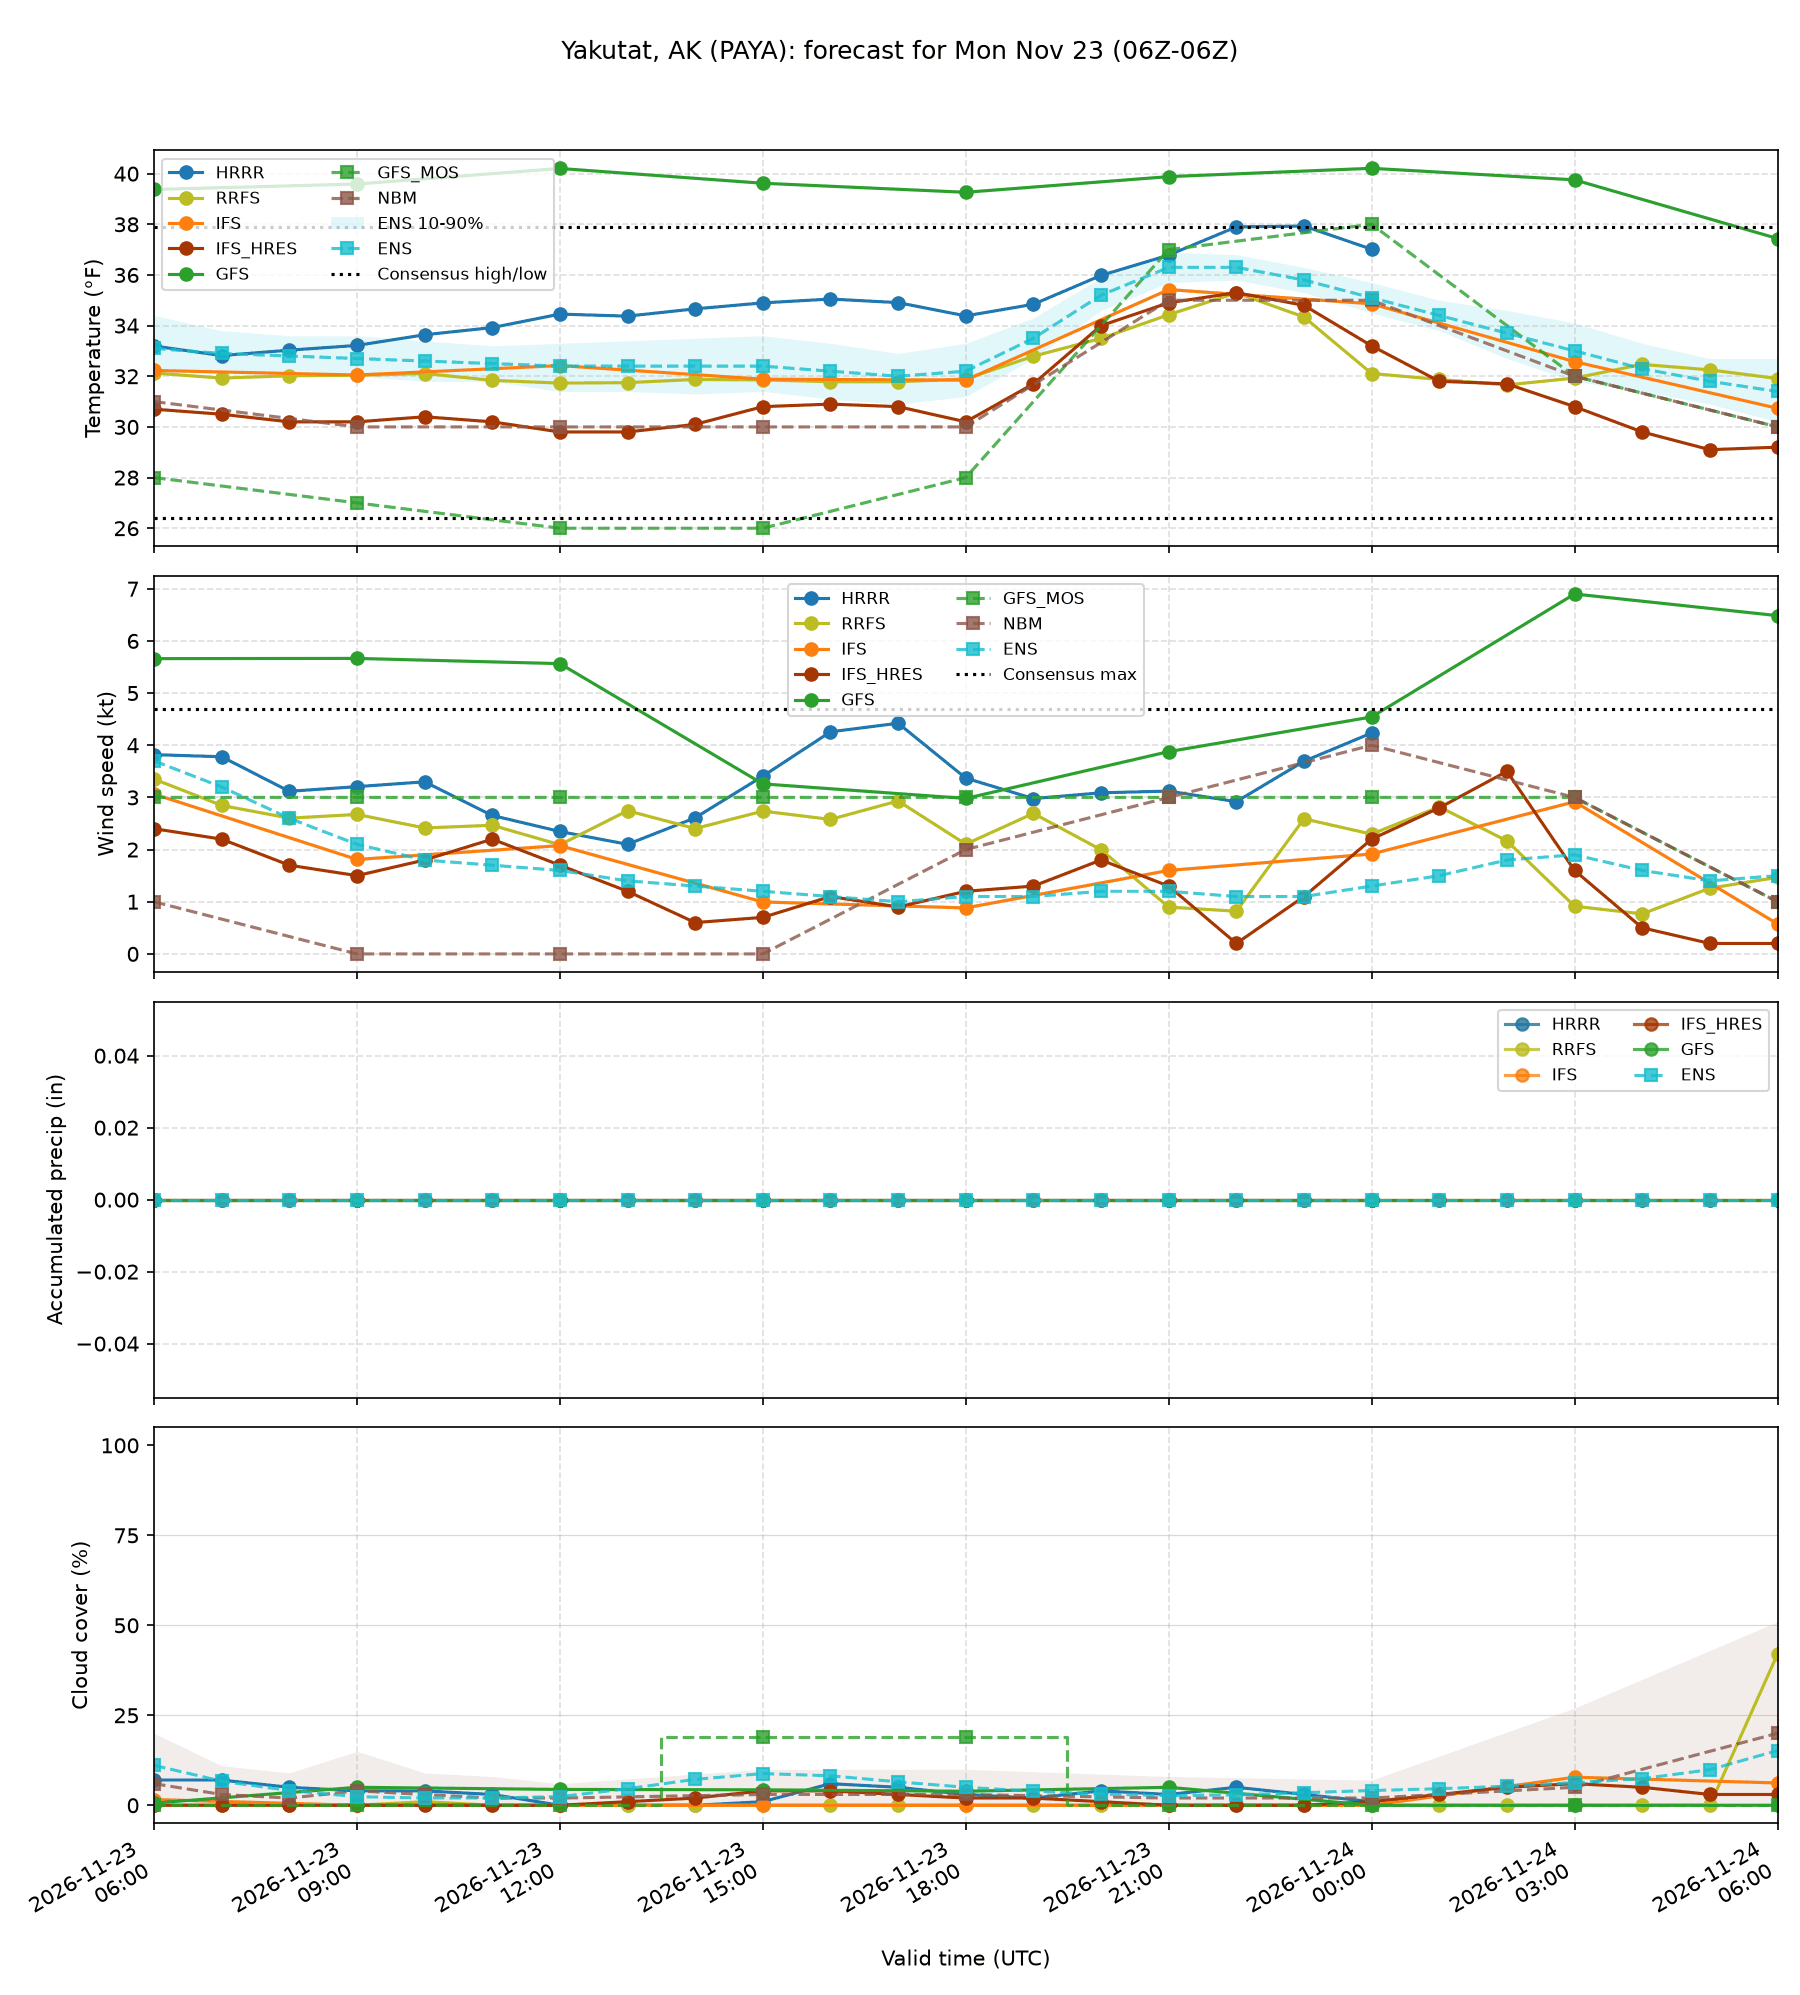 Yakutat, AK (PAYA): forecast for Mon Nov 23 (06Z-06Z)
Temperature (°F)
40
38
36
34
32
30
28
26
HRRR
RRFS
IFS
IFS_HRES
GFS
GFS_MOS
NBM
ENS 10-90%
ENS
Consensus high/low
Wind speed (kt)
7
6
5
4
3
2
1
0
HRRR
RRFS
IFS
IFS_HRES
GFS
GFS_MOS
NBM
ENS
Consensus max
Accumulated precip (in)
0.04
0.02
0.00
−0.02
−0.04
HRRR
RRFS
IFS
IFS_HRES
GFS
ENS
Cloud cover (%)
100
75
50
25
0
2026-11-23
06:00
2026-11-23
09:00
2026-11-23
12:00
2026-11-23
15:00
2026-11-23
18:00
2026-11-23
21:00
2026-11-24
00:00
2026-11-24
03:00
2026-11-24
06:00
Valid time (UTC)